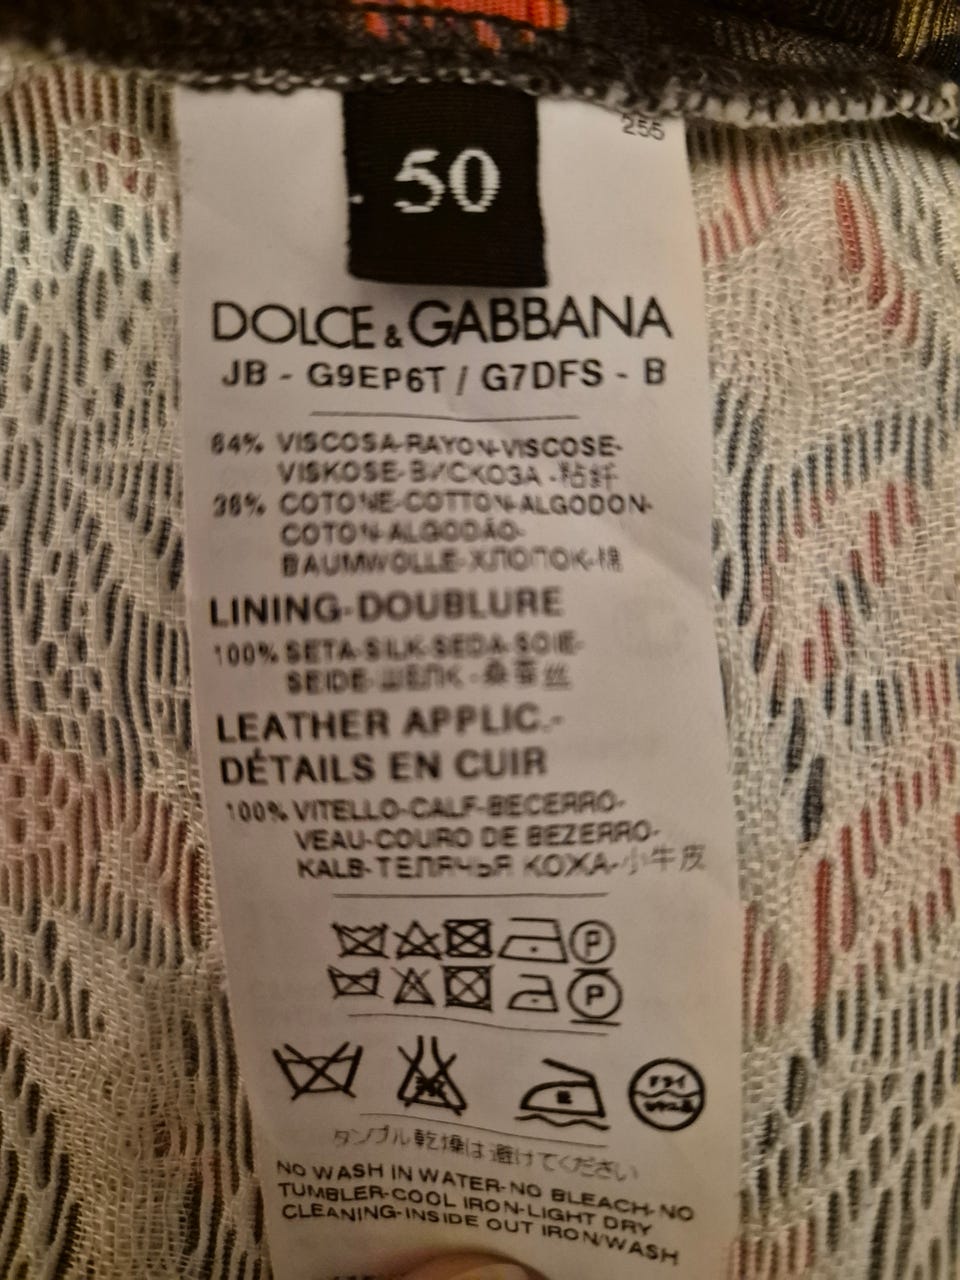 255
50
DOLCE & GABBANA
JB - G9EP6T / G7DFS - B
64% VISCOSA-RAYON-VISCOSE-
VISKOSE-ВИСКОЗА-粘纤
36% COTONE-COTTON-ALGODON-
COTON-ALGODÃO-
BAUMWOLLE-ХЛОПОК-棉
LINING-DOUBLURE
100% SETA-SILK-SEDA-SOIE-
SEIDE-ШЕЛК-桑蚕丝
LEATHER APPLIC.-
DÉTAILS EN CUIR
100% VITELLO-CALF-BECERRO-
VEAU-COURO DE BEZERRO-
KALB-ТЕЛЯЧЬЯ КОЖА-小牛皮
P
P
ドライ
タンブル乾燥は避けてください
NO WASH IN WATER-NO BLEACH-NO
TUMBLER-COOL IRON-LIGHT DRY
CLEANING-INSIDE OUT IRON/WASH